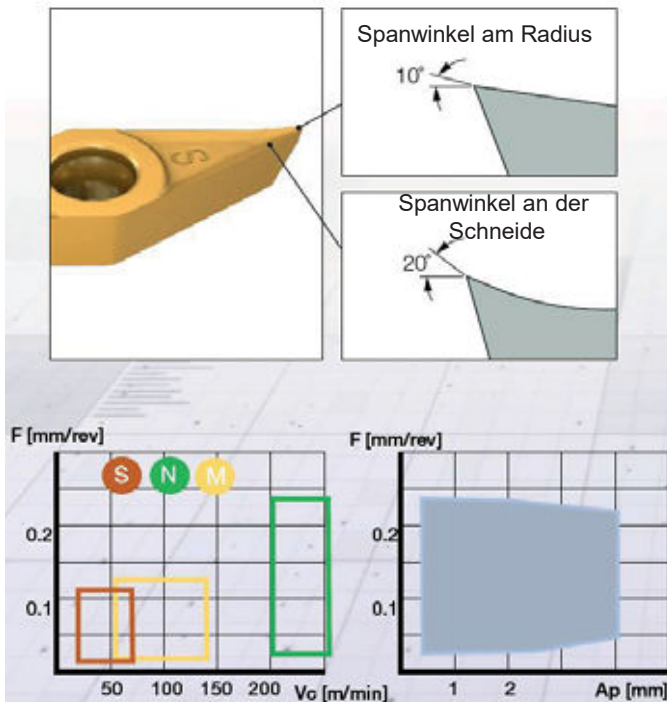 Spanwinkel am Radius
10°
S
Spanwinkel an der
Schneide
20°
F [mm/rev]
S N M
0.2
0.1
50 100 150 200 Vc [m/min]
F [mm/rev]
0.2
0.1
1 2 Ap [mm]